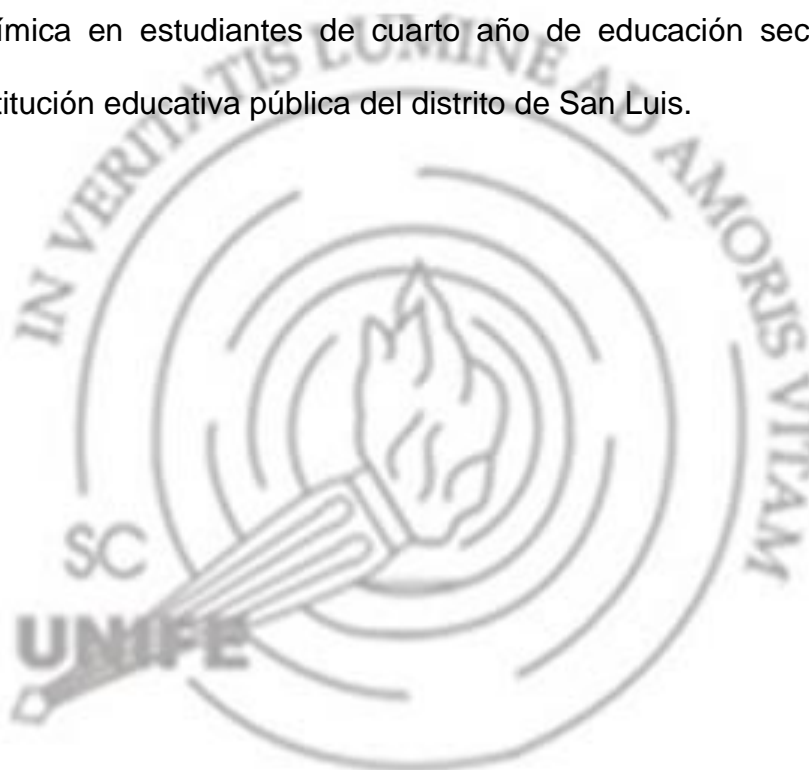 ímica en estudiantes de cuarto año de educación sec
titución educativa pública del distrito de San Luis.
IN VERITATIS LUMINE AD AMORIS VITAM
SC
UNIFE